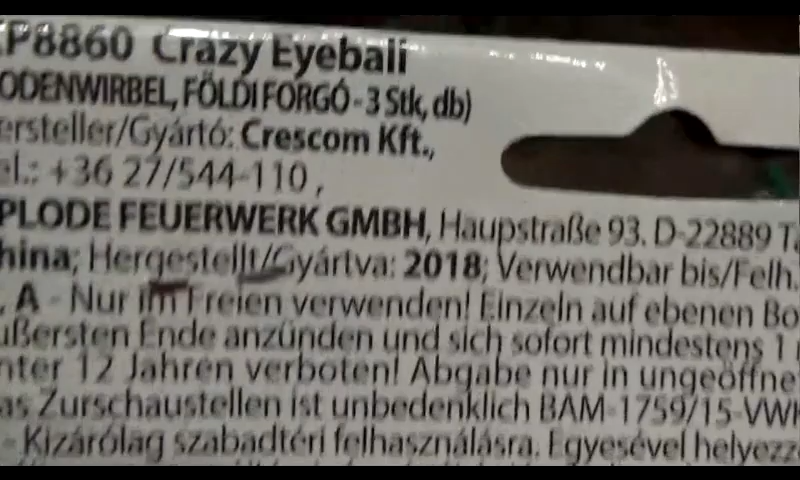 P8860 Crazy Eyeball
ODENWIRBEL, FÖLDI FORGÓ - 3 Stk, db)
ersteller/Gyártó: Crescom Kft.,
el.: +36 27/544-110 ,
PLODE FEUERWERK GMBH, Haupstraße 93. D-22889 Ta
hina; Hergestellt/Gyártva: 2018; Verwendbar bis/Felh.
. A - Nur im Freien verwenden! Einzeln auf ebenen Bo
ußersten Ende anzünden und sich sofort mindestens 1
nter 12 Jahren verboten! Abgabe nur in ungeöffne
as Zurschaustellen ist unbedenklich BAM-1759/15-VW
- Kizárólag szabadtéri felhasználásra. Egyesével helyezz